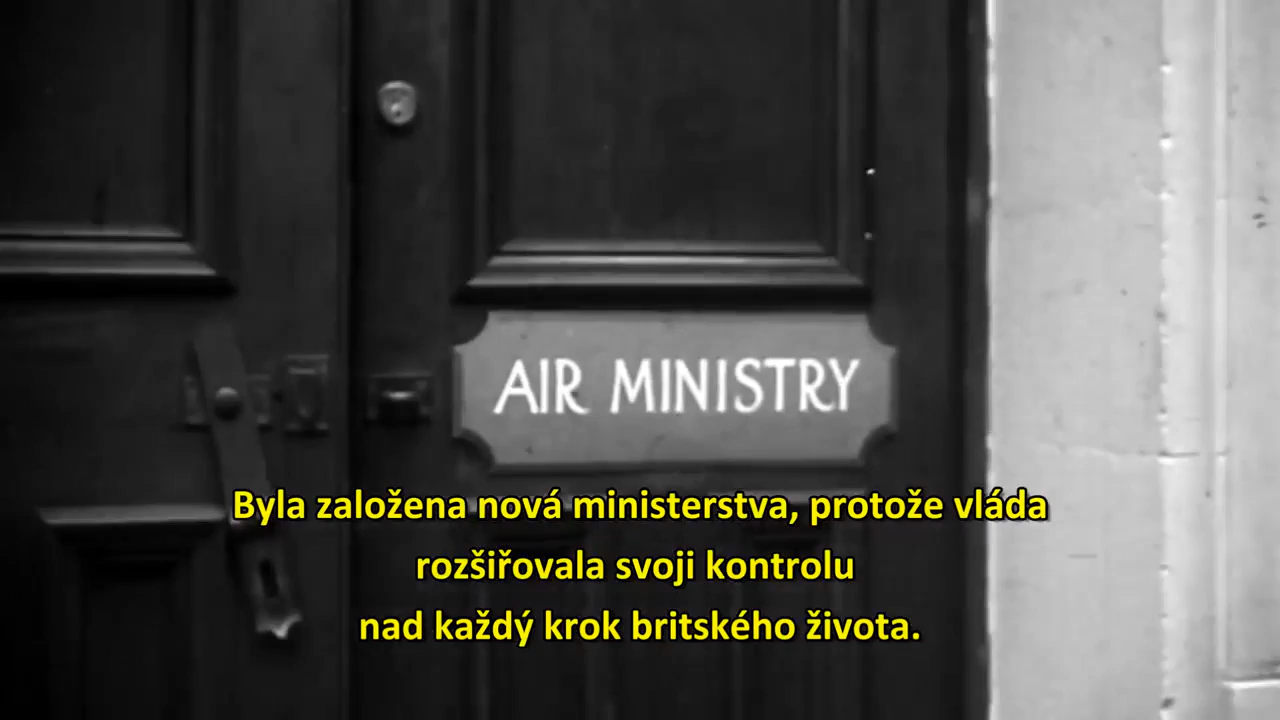 AIR MINISTRY
Byla založena nová ministerstva, protože vláda
rozšiřovala svoji kontrolu
nad každý krok britského života.